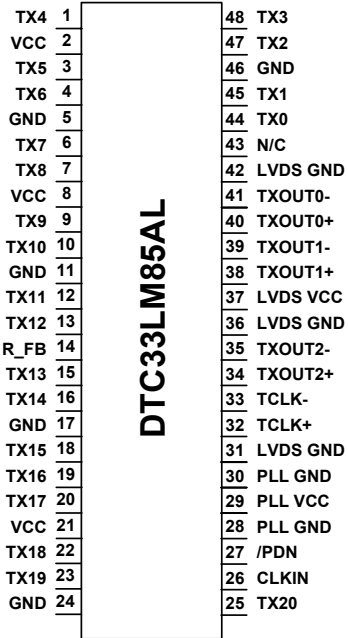 TX4 1 48 TX3
VCC 2 47 TX2
TX5 3 46 GND
TX6 4 45 TX1
GND 5 44 TX0
TX7 6 43 N/C
TX8 7 42 LVDS GND
VCC 8 41 TXOUT0-
TX9 9 40 TXOUT0+
TX10 10 39 TXOUT1-
GND 11 38 TXOUT1+
TX11 12 37 LVDS VCC
TX12 13 36 LVDS GND
R_FB 14 35 TXOUT2-
TX13 15 34 TXOUT2+
TX14 16 33 TCLK-
GND 17 32 TCLK+
TX15 18 31 LVDS GND
TX16 19 30 PLL GND
TX17 20 29 PLL VCC
VCC 21 28 PLL GND
TX18 22 27 /PDN
TX19 23 26 CLKIN
GND 24 25 TX20
DTC33LM85AL